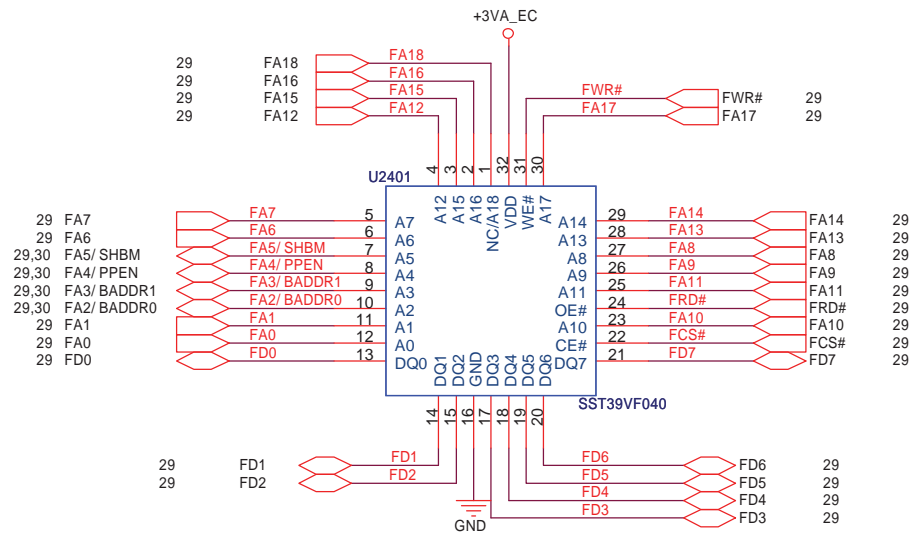 +3VA_EC
29 FA18 FA18
29 FA16 FA16
29 FA15 FA15
29 FA12 FA12
FWR# FWR# 29
FA17 FA17 29
4 3 2 1 32 31 30
U2401
A12 A15 A16 NC/A18 VDD WE# A17
29 FA7 FA7 5 A7 A14 29 FA14 FA14 29
29 FA6 FA6 6 A6 A13 28 FA13 FA13 29
29,30 FA5/ SHBM FA5/ SHBM 7 A5 A8 27 FA8 FA8 29
29,30 FA4/ PPEN FA4/ PPEN 8 A4 A9 26 FA9 FA9 29
29,30 FA3/ BADDR1 FA3/ BADDR1 9 A3 A11 25 FA11 FA11 29
29,30 FA2/ BADDR0 FA2/ BADDR0 10 A2 OE# 24 FRD# FRD# 29
29 FA1 FA1 11 A1 A10 23 FA10 FA10 29
29 FA0 FA0 12 A0 CE# 22 FCS# FCS# 29
29 FD0 FD0 13 DQ0 DQ7 21 FD7 FD7 29
DQ1 DQ2 GND DQ3 DQ4 DQ5 DQ6
SST39VF040
14 15 16 17 18 19 20
29 FD1 FD1 FD6 FD6 29
29 FD2 FD2 FD5 FD5 29
FD4 FD4 29
FD3 FD3 29
GND